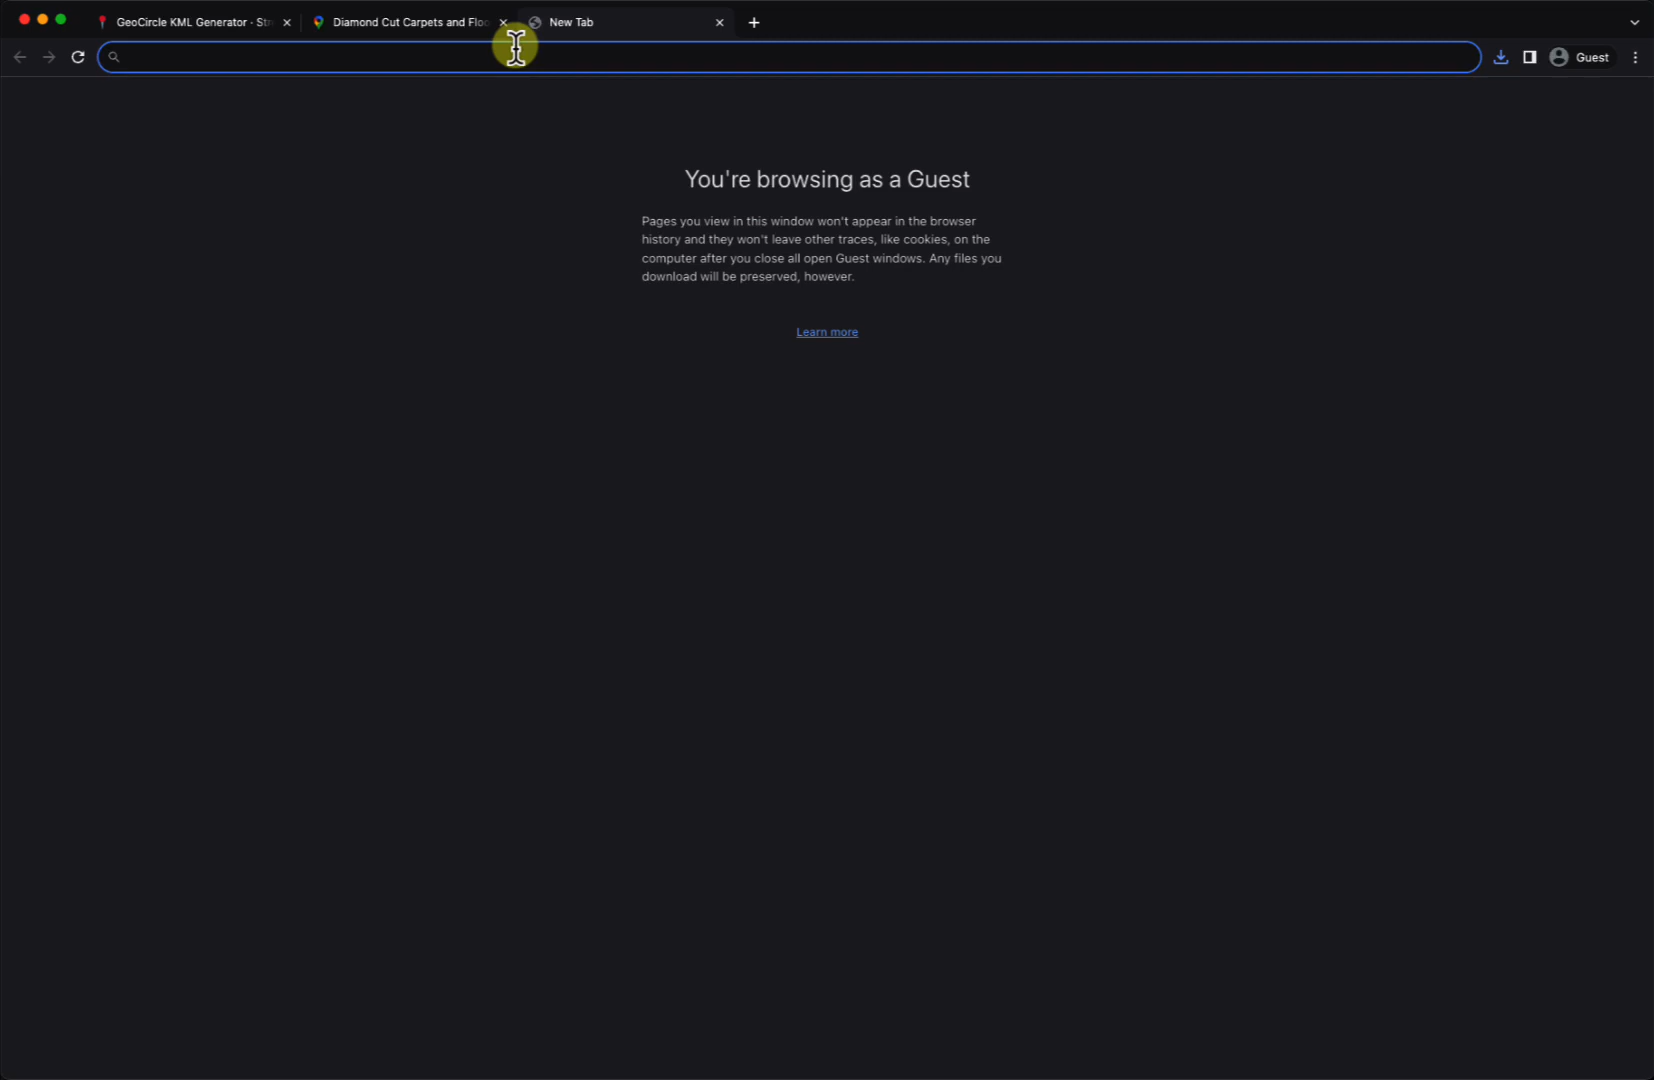 GeoCircle KML Generator · Str
Diamond Cut Carpets and Floo
New Tab
Guest
You're browsing as a Guest
Pages you view in this window won't appear in the browser
history and they won't leave other traces, like cookies, on the
computer after you close all open Guest windows. Any files you
download will be preserved, however.
Learn more